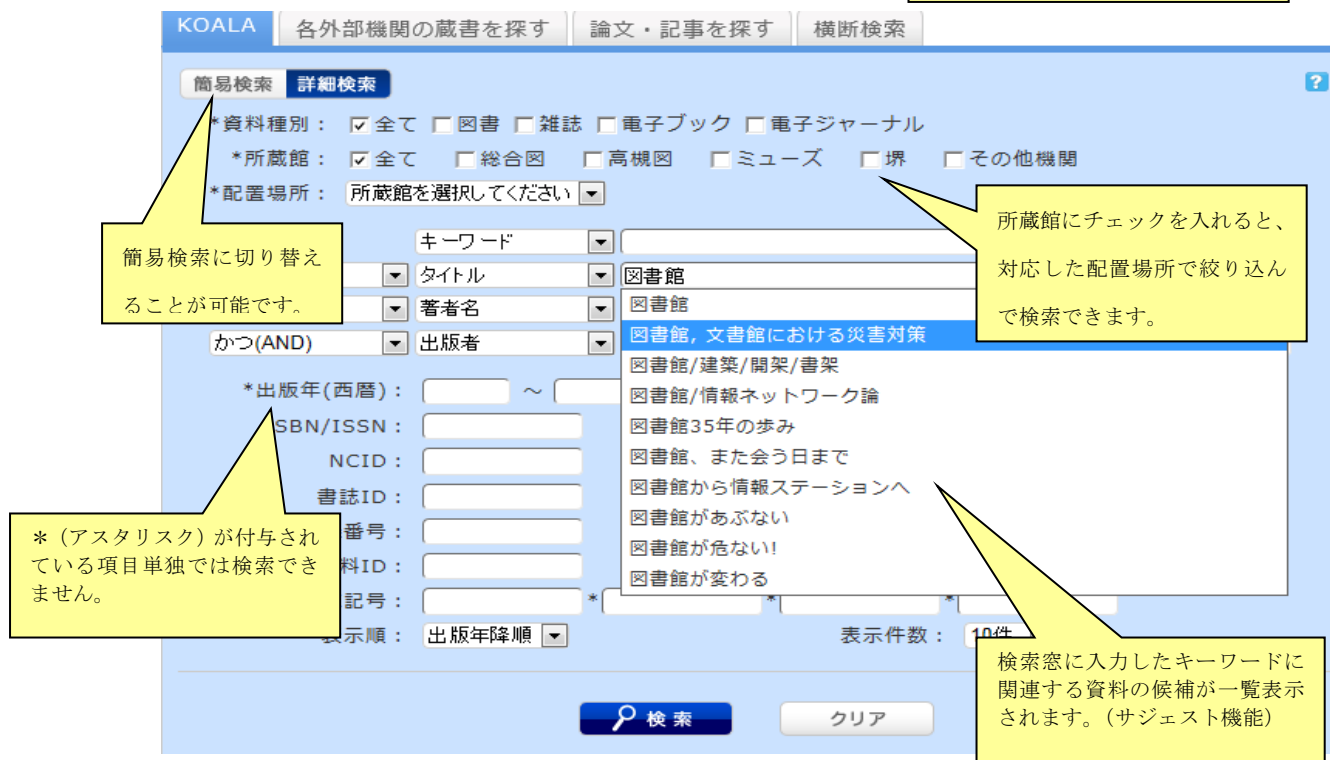 KOALA 各外部機関の蔵書を探す 論文・記事を探す 横断検索
簡易検索 詳細検索 ?
*資料種別： 全て 図書 雑誌 電子ブック 電子ジャーナル
*所蔵館： 全て 総合図 高槻図 ミューズ 堺 その他機関
*配置場所： 所蔵館を選択してください
所蔵館にチェックを入れると、
対応した配置場所で絞り込ん
で検索できます。
簡易検索に切り替え
ることが可能です。
キーワード
タイトル 図書館
著者名
かつ(AND) 出版者
図書館
図書館, 文書館における災害対策
図書館/建築/開架/書架
図書館/情報ネットワーク論
図書館35年の歩み
図書館、また会う日まで
図書館から情報ステーションへ
図書館があぶない
図書館が危ない!
図書館が変わる
*出版年(西暦)： ～
SBN/ISSN：
NCID：
書誌ID：
番号：
料ID：
記号： * * *
表示順： 出版年降順 表示件数： 10件
＊（アスタリスク）が付与され
ている項目単独では検索でき
ません。
検索窓に入力したキーワードに
関連する資料の候補が一覧表示
されます。（サジェスト機能）
検索 クリア